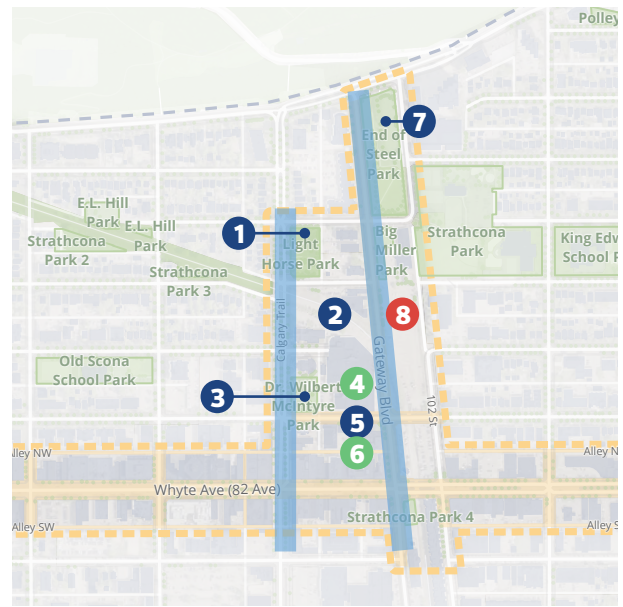 Polley
7
End of
Steel
Park
E.L. Hill
Park
E.L. Hill
Park
1
Light
Horse Park
Big
Miller
Park
Strathcona
Park
King Edw
School P
Strathcona
Park 2
Strathcona
Park 3
2
8
Calgary Trail
Gateway Blvd
Old Scona
School Park
3
Dr. Wilbert
McIntyre
Park
4
5
6
102 St
Alley NW
Alley N
Whyte Ave (82 Ave)
Strathcona Park 4
Alley SW
Alley S